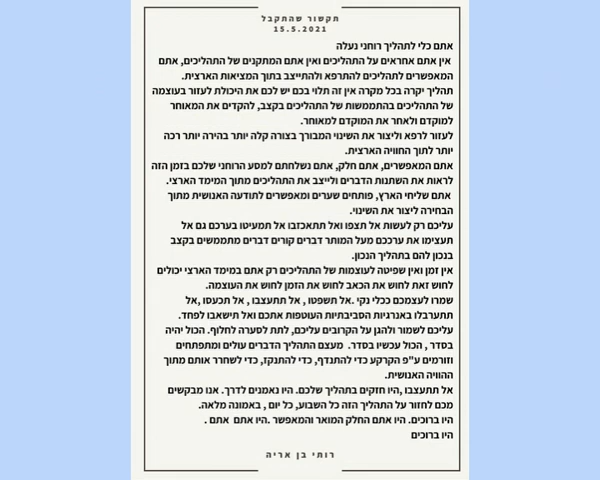 תקשור שהתקבל
15.5.2021
אתם כלי לתהליך רוחני נעלה
אין אתם אחראים על התהליכים ואין אתם המתקנים של התהליכים, אתם
המאפשרים לתהליכים להתרפא ולהתייצב בתוך המציאות הארצית.
תהליך יקרה בכל מקרה אין זה תלוי בכם יש לכם את היכולת לעזור בעוצמה
של התהליכים בהתממשות של התהליכים בקצב, להקדים את המאוחר
למוקדם ולאחר את המוקדם למאוחר.
לעזור לרפא וליצור את השינוי המבורך בצורה קלה יותר בהירה יותר רכה
יותר לתוך החוויה הארצית.
אתם המאפשרים, אתם חלק, אתם נשלחתם למסע הרוחני שלכם בזמן הזה
לראות את השתנות הדברים ולייצב את התהליכים מתוך המימד הארצי.
אתם שליחי הארץ, פותחים שערים ומאפשרים לתודעה האנושית מתוך
הבחירה ליצור את השינוי.
עליכם רק לעשות אל תצפו ואל תתאכזבו אל תמעיטו בערכם גם אל
תעצימו את ערככם מעל המותר דברים קורים דברים מתממשים בקצב
בנכון להם בתהליך הנכון.
אין זמן ואין שפיטה לעוצמות של התהליכים רק אתם במימד הארצי יכולים
לחוש זאת לחוש את הכאב לחוש את הזמן לחוש את העוצמה.
שמרו לעצמכם ככלי נקי .אל תשפטו , אל תתעצבו , אל תכעסו ,אל
תתערבלו באנרגיות הסביבתיות העוטפות אתכם ואל תישאבו לפחד.
עליכם לשמור ולהגן על הקרובים עליכם, לתת לסערה לחלוף. הכול יהיה
בסדר , הכול עכשיו בסדר. מעצם התהליך הדברים עולים ומתפתחים
וזורמים ע"פ הקרקע כדי להתנדף, כדי להתנקז, כדי לשחרר אותם מתוך
ההוויה האנושית.
אל תתעצבו ,היו חזקים בתהליך שלכם. היו נאמנים לדרך. אנו מבקשים
מכם לחזור על התהליך הזה כל השבוע, כל יום , באמונה מלאה.
היו ברוכים. היו אתם החלק המואר והמאפשר .היו אתם אתם .
היו ברוכים
רותי בן אריה